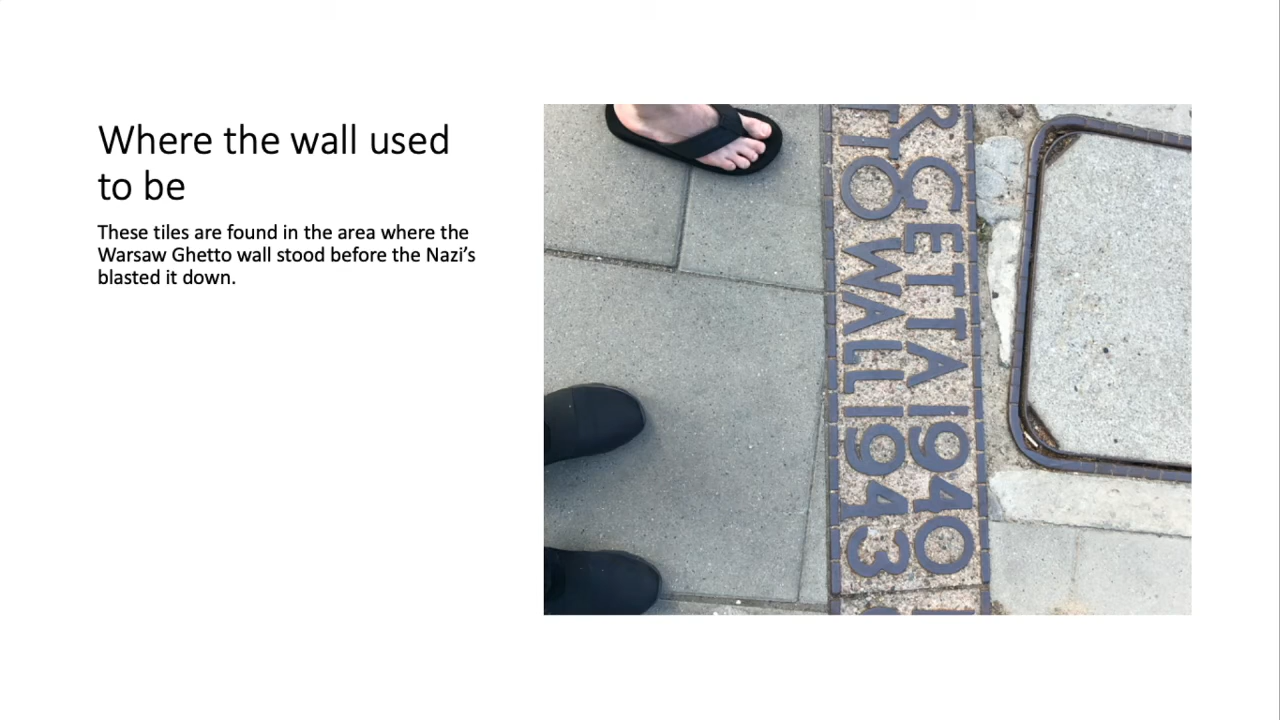 Where the wall used
to be
These tiles are found in the area where the
Warsaw Ghetto wall stood before the Nazi’s
blasted it down.
R GETTA 1940
TTO WALL 1943